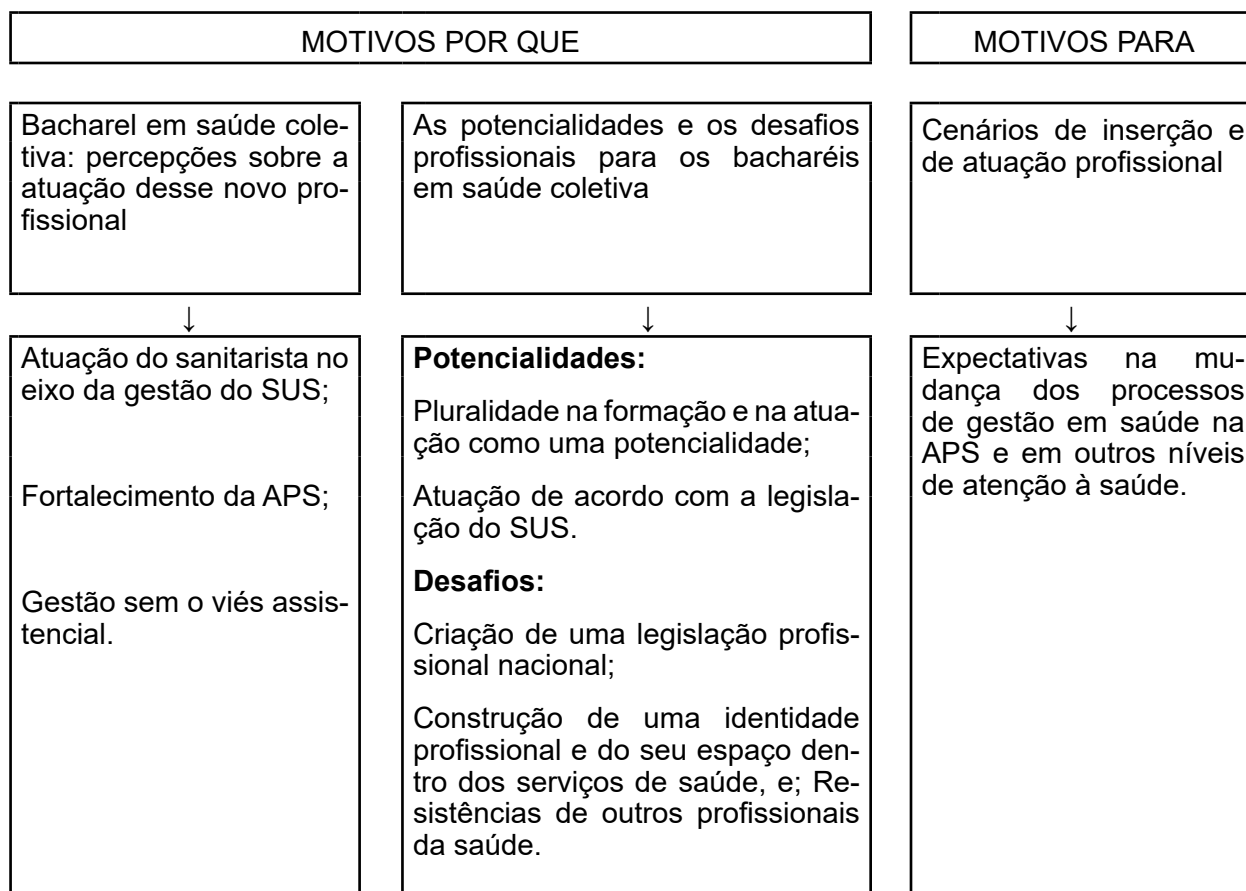 MOTIVOS POR QUE
MOTIVOS PARA
Bacharel em saúde cole-
tiva: percepções sobre a
atuação desse novo pro-
fissional
As potencialidades e os desafios
profissionais para os bacharéis
em saúde coletiva
Cenários de inserção e
de atuação profissional
↓
↓
↓
Atuação do sanitarista no
eixo da gestão do SUS;
Fortalecimento da APS;
Gestão sem o viés assis-
tencial.
Potencialidades:
Pluralidade na formação e na atua-
ção como uma potencialidade;
Atuação de acordo com a legisla-
ção do SUS.
Desafios:
Criação de uma legislação profis-
sional nacional;
Construção de uma identidade
profissional e do seu espaço den-
tro dos serviços de saúde, e; Re-
sistências de outros profissionais
da saúde.
Expectativas na mu-
dança dos processos
de gestão em saúde na
APS e em outros níveis
de atenção à saúde.